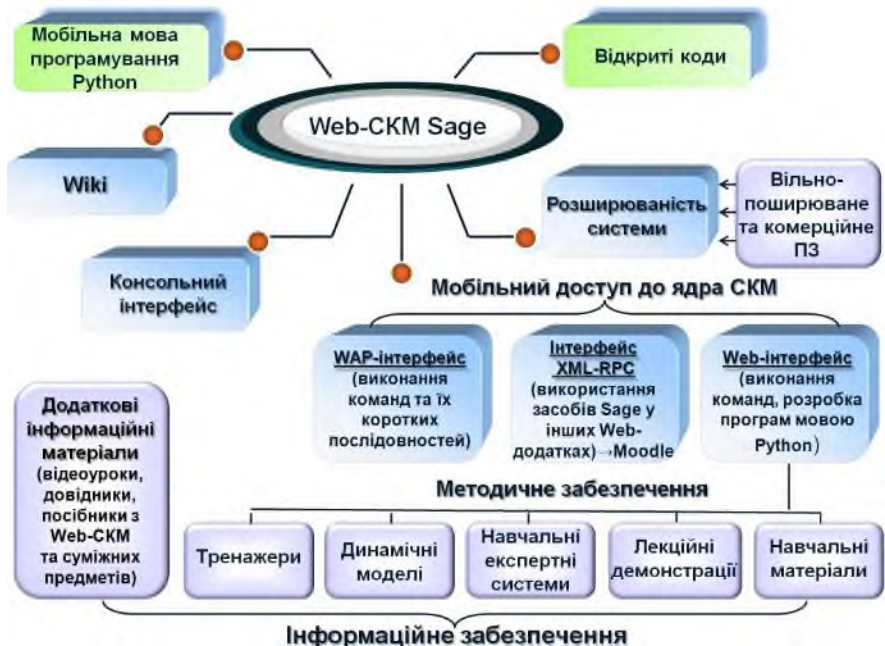 Мобільна мова
програмування
Python
Відкриті коди
Web-СКМ Sage
Wiki
Розширюваність
системи
Вільно-
поширюване
та комерційне
ПЗ
Консольний
інтерфейс
Мобільний доступ до ядра СКМ
WAP-інтерфейс
(виконання
команд та їх
коротких
послідовностей)
Інтерфейс
XML-RPC
(використання
засобів Sage у
інших Web-
додатках)→Moodle
Web-інтерфейс
(виконання
команд, розробка
програм мовою
Python)
Додаткові
інформаційні
матеріали
(відеоуроки,
довідники,
посібники з
Web-СКМ
та суміжних
предметів)
Методичне забезпечення
Тренажери
Динамічні
моделі
Навчальні
експертні
системи
Лекційні
демонстрації
Навчальні
матеріали
Інформаційне забезпечення